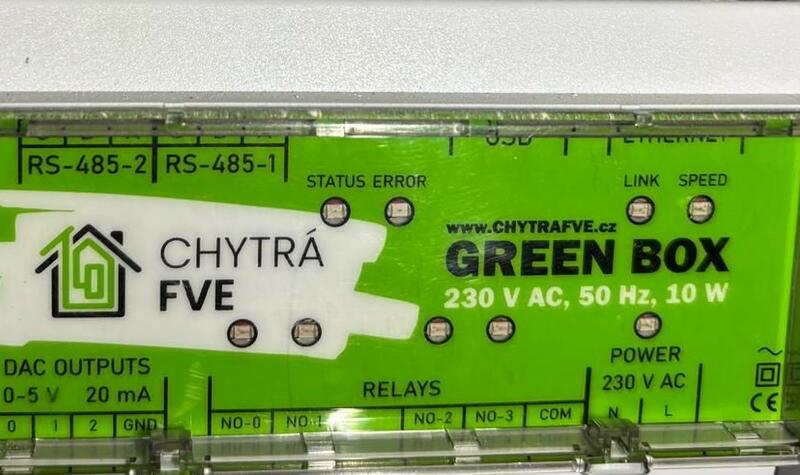 USB
ETHERNET
RS-485-2 RS-485-1
STATUS ERROR
LINK SPEED
www.CHYTRAFVE.cz
GREEN BOX
230 V AC, 50 Hz, 10 W
CHYTRÁ
FVE
DAC OUTPUTS
0-5 V 20 mA
0 1 2 GND
RELAYS
NO-0 NO-1 NO-2 NO-3 COM
POWER
230 V AC
N L
CE